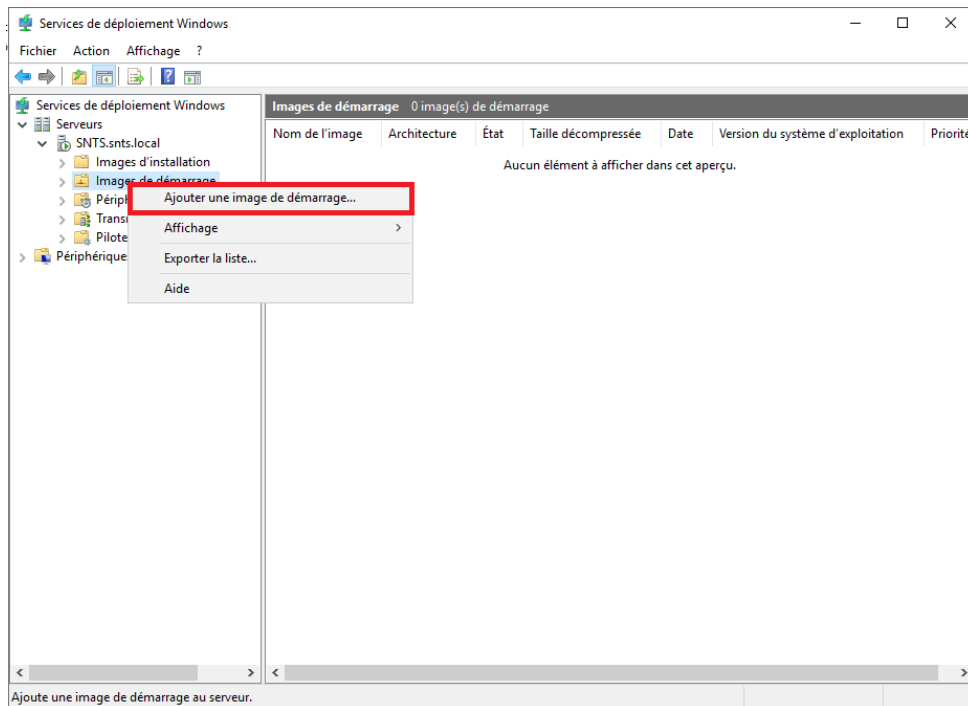 Services de déploiement Windows
Fichier Action Affichage ?
Services de déploiement Windows
Serveurs
SNTS.snts.local
Images d'installation
Images de démarrage
Périph
Trans
Pilote
Périphérique
Images de démarrage 0 image(s) de démarrage
Nom de l'image Architecture État Taille décompressée Date Version du système d'exploitation Priorité
Aucun élément à afficher dans cet aperçu.
Ajouter une image de démarrage...
Affichage
Exporter la liste...
Aide
Ajoute une image de démarrage au serveur.